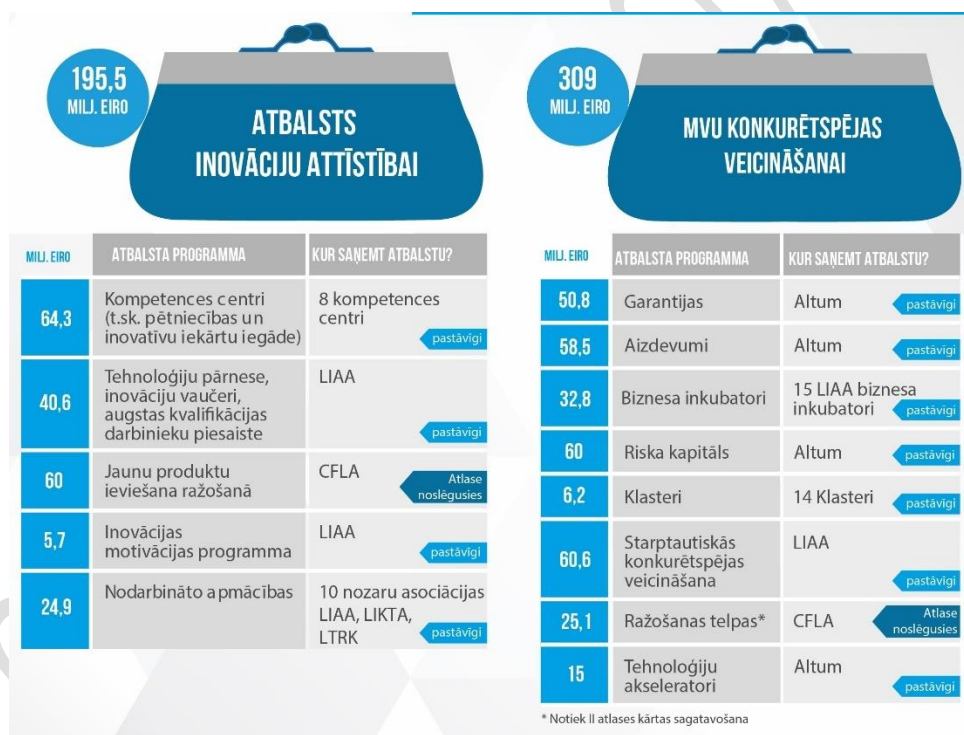 195,5
MILJ. EIRO
ATBALSTS
INOVĀCIJU ATTĪSTĪBAI
MILJ. EIRO ATBALSTA PROGRAMMA KUR SAŅEMT ATBALSTU?
64,3
Kompetences centri
(t.sk. pētniecības un
inovatīvu iekārtu iegāde)
8 kompetences
centri
pastāvīgi
40,6
Tehnoloģiju pārnese,
inovāciju vaučeri,
augstas kvalifikācijas
darbinieku piesaiste
LIAA
pastāvīgi
60
Jaunu produktu
ieviešana ražošanā
CFLA
Atlase
noslēgusies
5,7
Inovācijas
motivācijas programma
LIAA
pastāvīgi
24,9
Nodarbināto apmācības
10 nozaru asociācijas
LIAA, LIKTA,
LTRK
pastāvīgi
309
MILJ. EIRO
MVU KONKURĒTSPĒJAS
VEICINĀŠANAI
MILJ. EIRO ATBALSTA PROGRAMMA KUR SAŅEMT ATBALSTU?
50,8
Garantijas
Altum
pastāvīgi
58,5
Aizdevumi
Altum
pastāvīgi
32,8
Biznesa inkubatori
15 LIAA biznesa
inkubatori
pastāvīgi
60
Riska kapitāls
Altum
pastāvīgi
6,2
Klasteri
14 Klasteri
pastāvīgi
60,6
Starptautiskās
konkurētspējas
veicināšana
LIAA
pastāvīgi
25,1
Ražošanas telpas*
CFLA
Atlase
noslēgusies
15
Tehnoloģiju
akseleratori
Altum
pastāvīgi
* Notiek II atlases kārtas sagatavošana